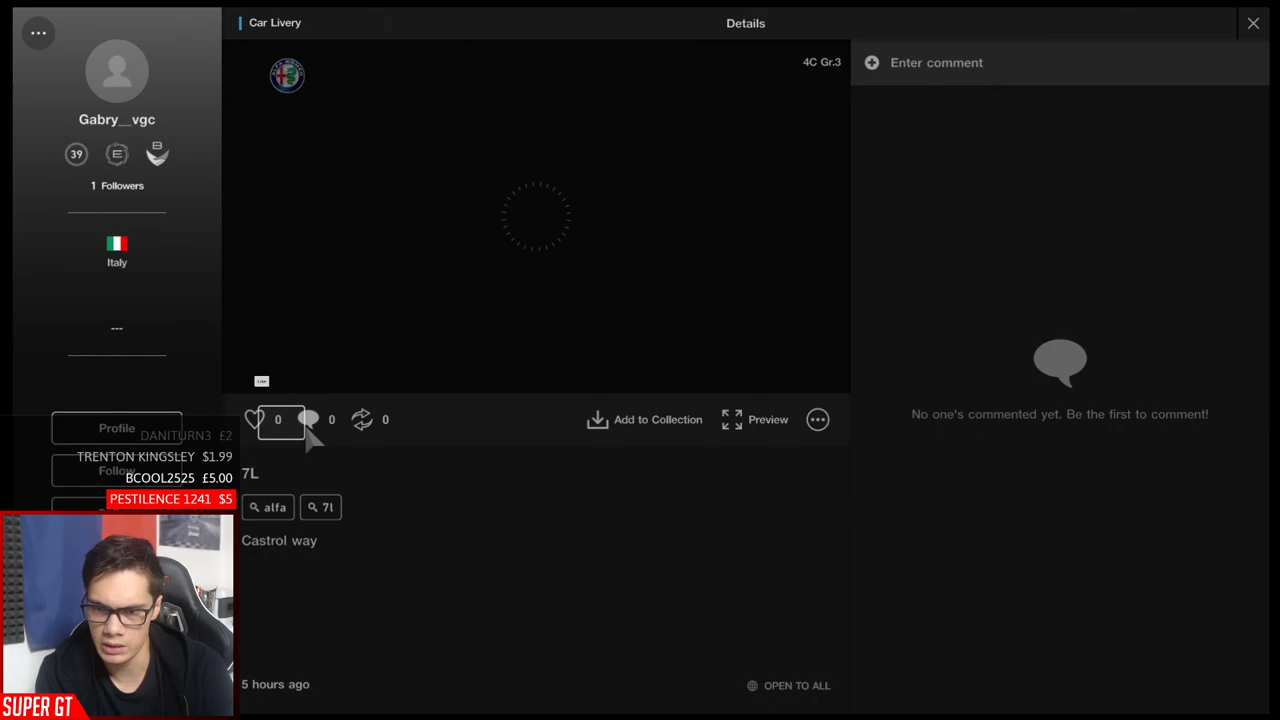 Car Livery
Details
4C Gr.3
Enter comment
Gabry__vgc
39
E
B
1 Followers
Italy
---
Like
0
0
0
Add to Collection
Preview
No one's commented yet. Be the first to comment!
Profile
Follow
DANITURN3 £2
TRENTON KINGSLEY $1.99
BCOOL2525 £5.00
PESTILENCE 1241 $5
7L
alfa
7l
Castrol way
5 hours ago
OPEN TO ALL
SUPER GT